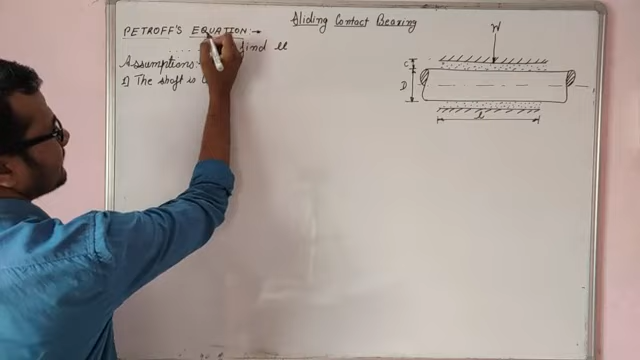 Sliding Contact Bearing
PETROFF'S EQUATION:→
find μ
Assumptions:-
1) The shaft is
W
C
D
l